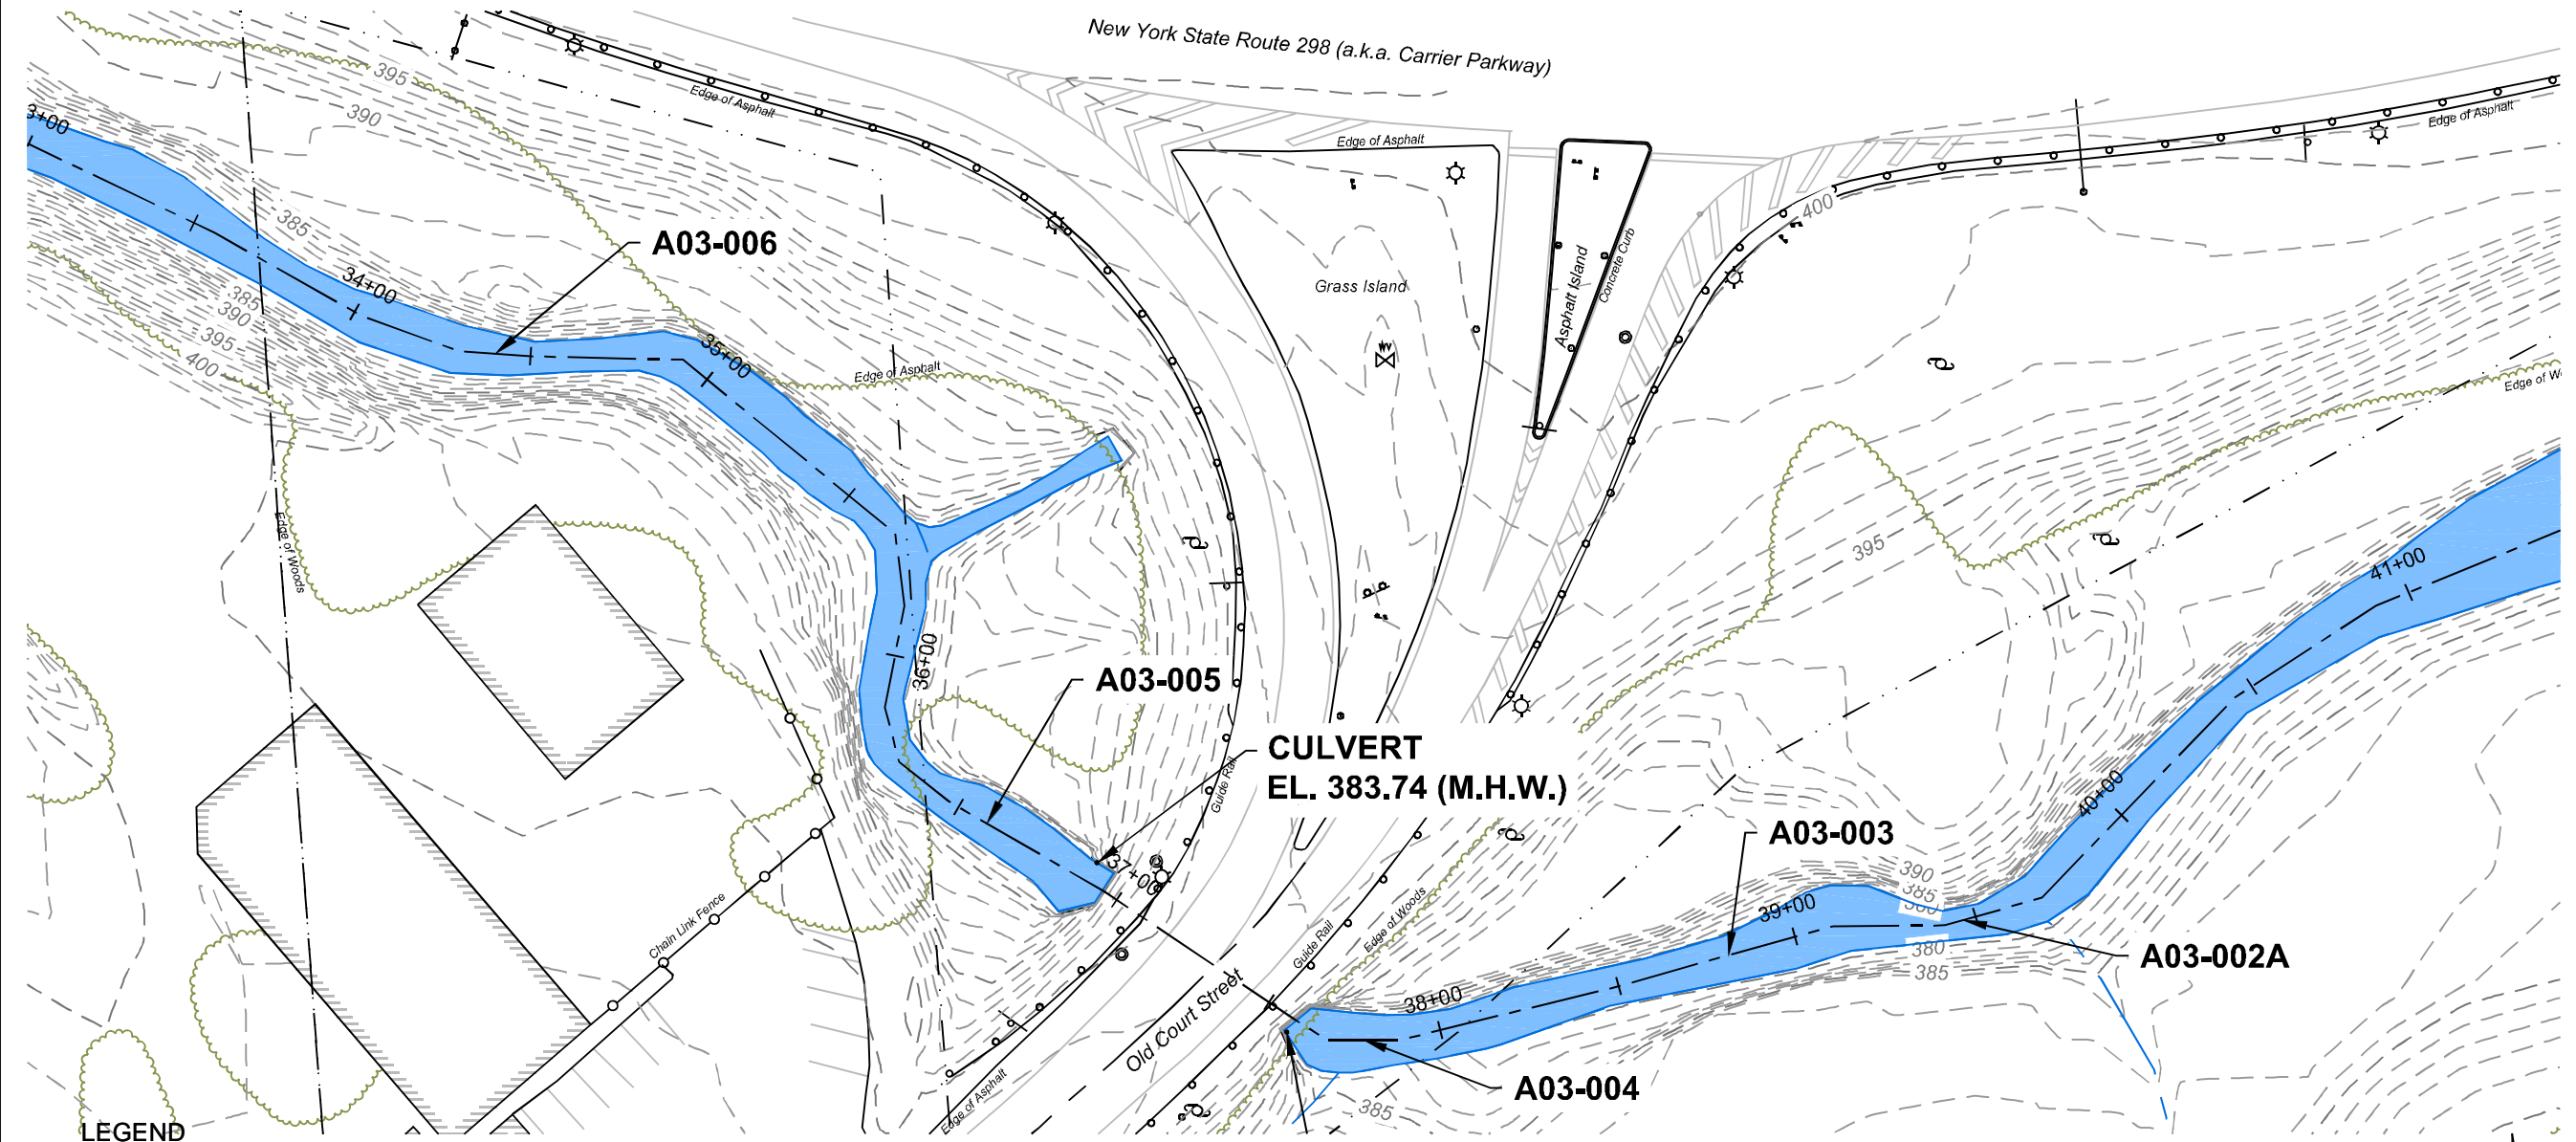 New York State Route 298 (a.k.a. Carrier Parkway)
395
390
Edge of Asphalt
Edge of Asphalt
Edge of Asphalt
3+00
385
A03-006
34+00
400
Grass Island
Asphalt Island
Concrete Curb
385
390
395
400
35+00
Edge of Asphalt
W
Edge of W
Edge of Woods
395
41+00
36+00
A03-005
CULVERT
EL. 383.74 (M.H.W.)
Guide Rail
40+00
A03-003
37+00
390
385
380
39+00
Chain Link Fence
Guide Rail
Edge of Woods
380
385
A03-002A
Old Court Street
38+00
A03-004
385
Edge of Asphalt
LEGEND